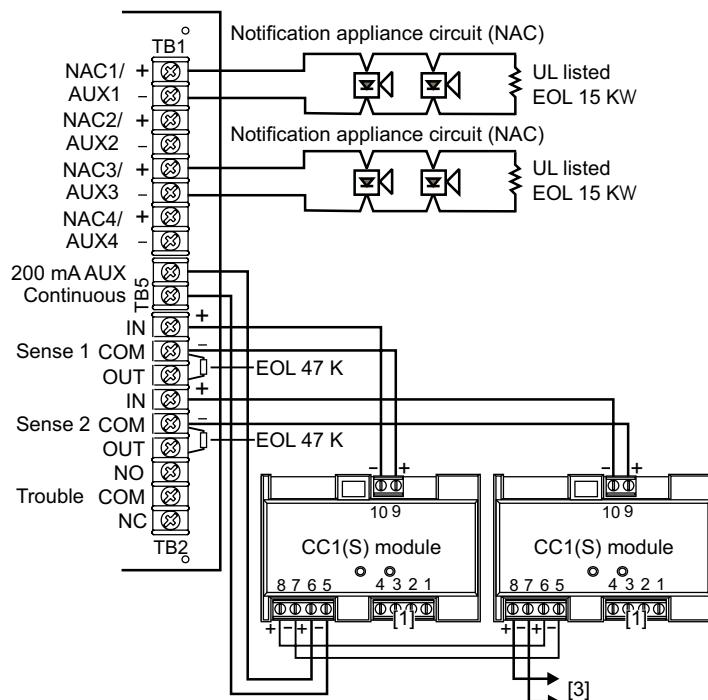 TB1
Notification appliance circuit (NAC)
NAC1/ +
AUX1 –
UL listed
EOL 15 KW
NAC2/ +
AUX2 –
Notification appliance circuit (NAC)
NAC3/ +
AUX3 –
UL listed
EOL 15 KW
NAC4/ +
AUX4 –
200 mA AUX
Continuous
TB5
IN +
Sense 1 COM –
OUT
EOL 47 K
IN +
Sense 2 COM –
OUT
EOL 47 K
NO
Trouble COM
NC
TB2
– +
10 9
CC1(S) module
8 7 6 5 4 3 2 1
[1]
+ – + –
– +
10 9
CC1(S) module
8 7 6 5 4 3 2 1
[1]
+ – + –
[3]